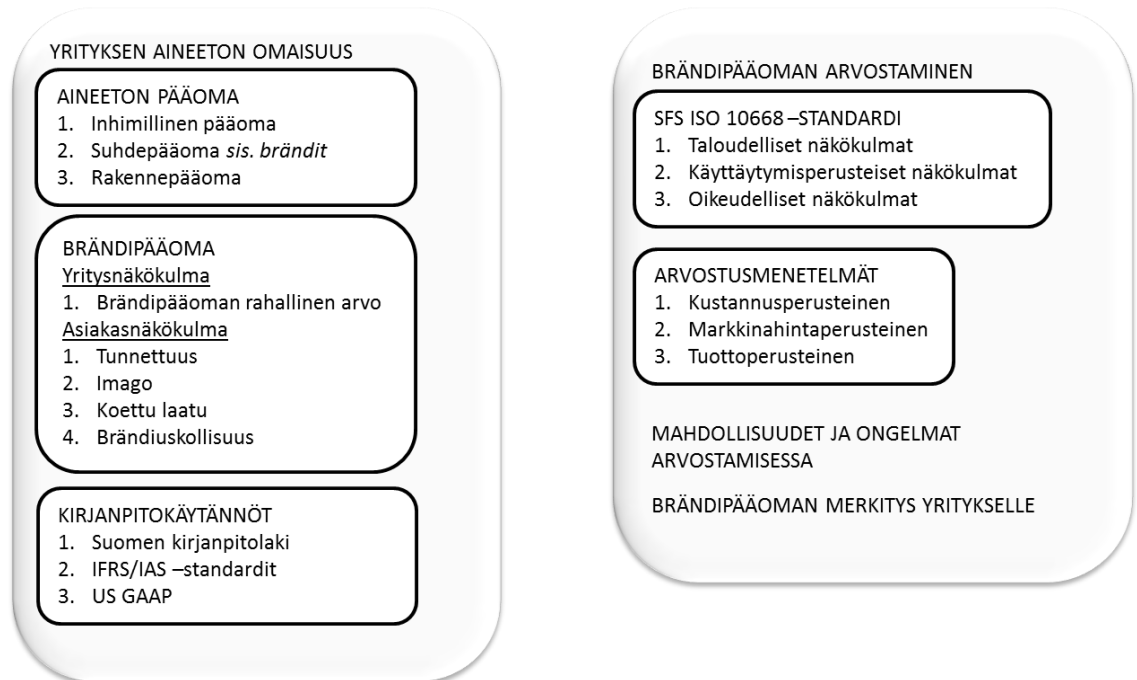 YRITYKSEN AINEETON OMAISUUS
AINEETON PÄÄOMA
1. Inhimillinen pääoma
2. Suhdepääoma sis. brändit
3. Rakennepääoma
BRÄNDIPÄÄOMA
Yritysnäkökulma
1. Brändipääoman rahallinen arvo
Asiakasnäkökulma
1. Tunnettuus
2. Imago
3. Koettu laatu
4. Brändiuskollisuus
KIRJANPITOKÄYTÄNNÖT
1. Suomen kirjanpitolaki
2. IFRS/IAS –standardit
3. US GAAP
BRÄNDIPÄÄOMAN ARVOSTAMINEN
SFS ISO 10668 –STANDARDI
1. Taloudelliset näkökulmat
2. Käyttäytymisperusteiset näkökulmat
3. Oikeudelliset näkökulmat
ARVOSTUSMENETELMÄT
1. Kustannusperusteinen
2. Markkinahintaperusteinen
3. Tuottoperusteinen
MAHDOLLISUUDET JA ONGELMAT
ARVOSTAMISESSA
BRÄNDIPÄÄOMAN MERKITYS YRITYKSELLE